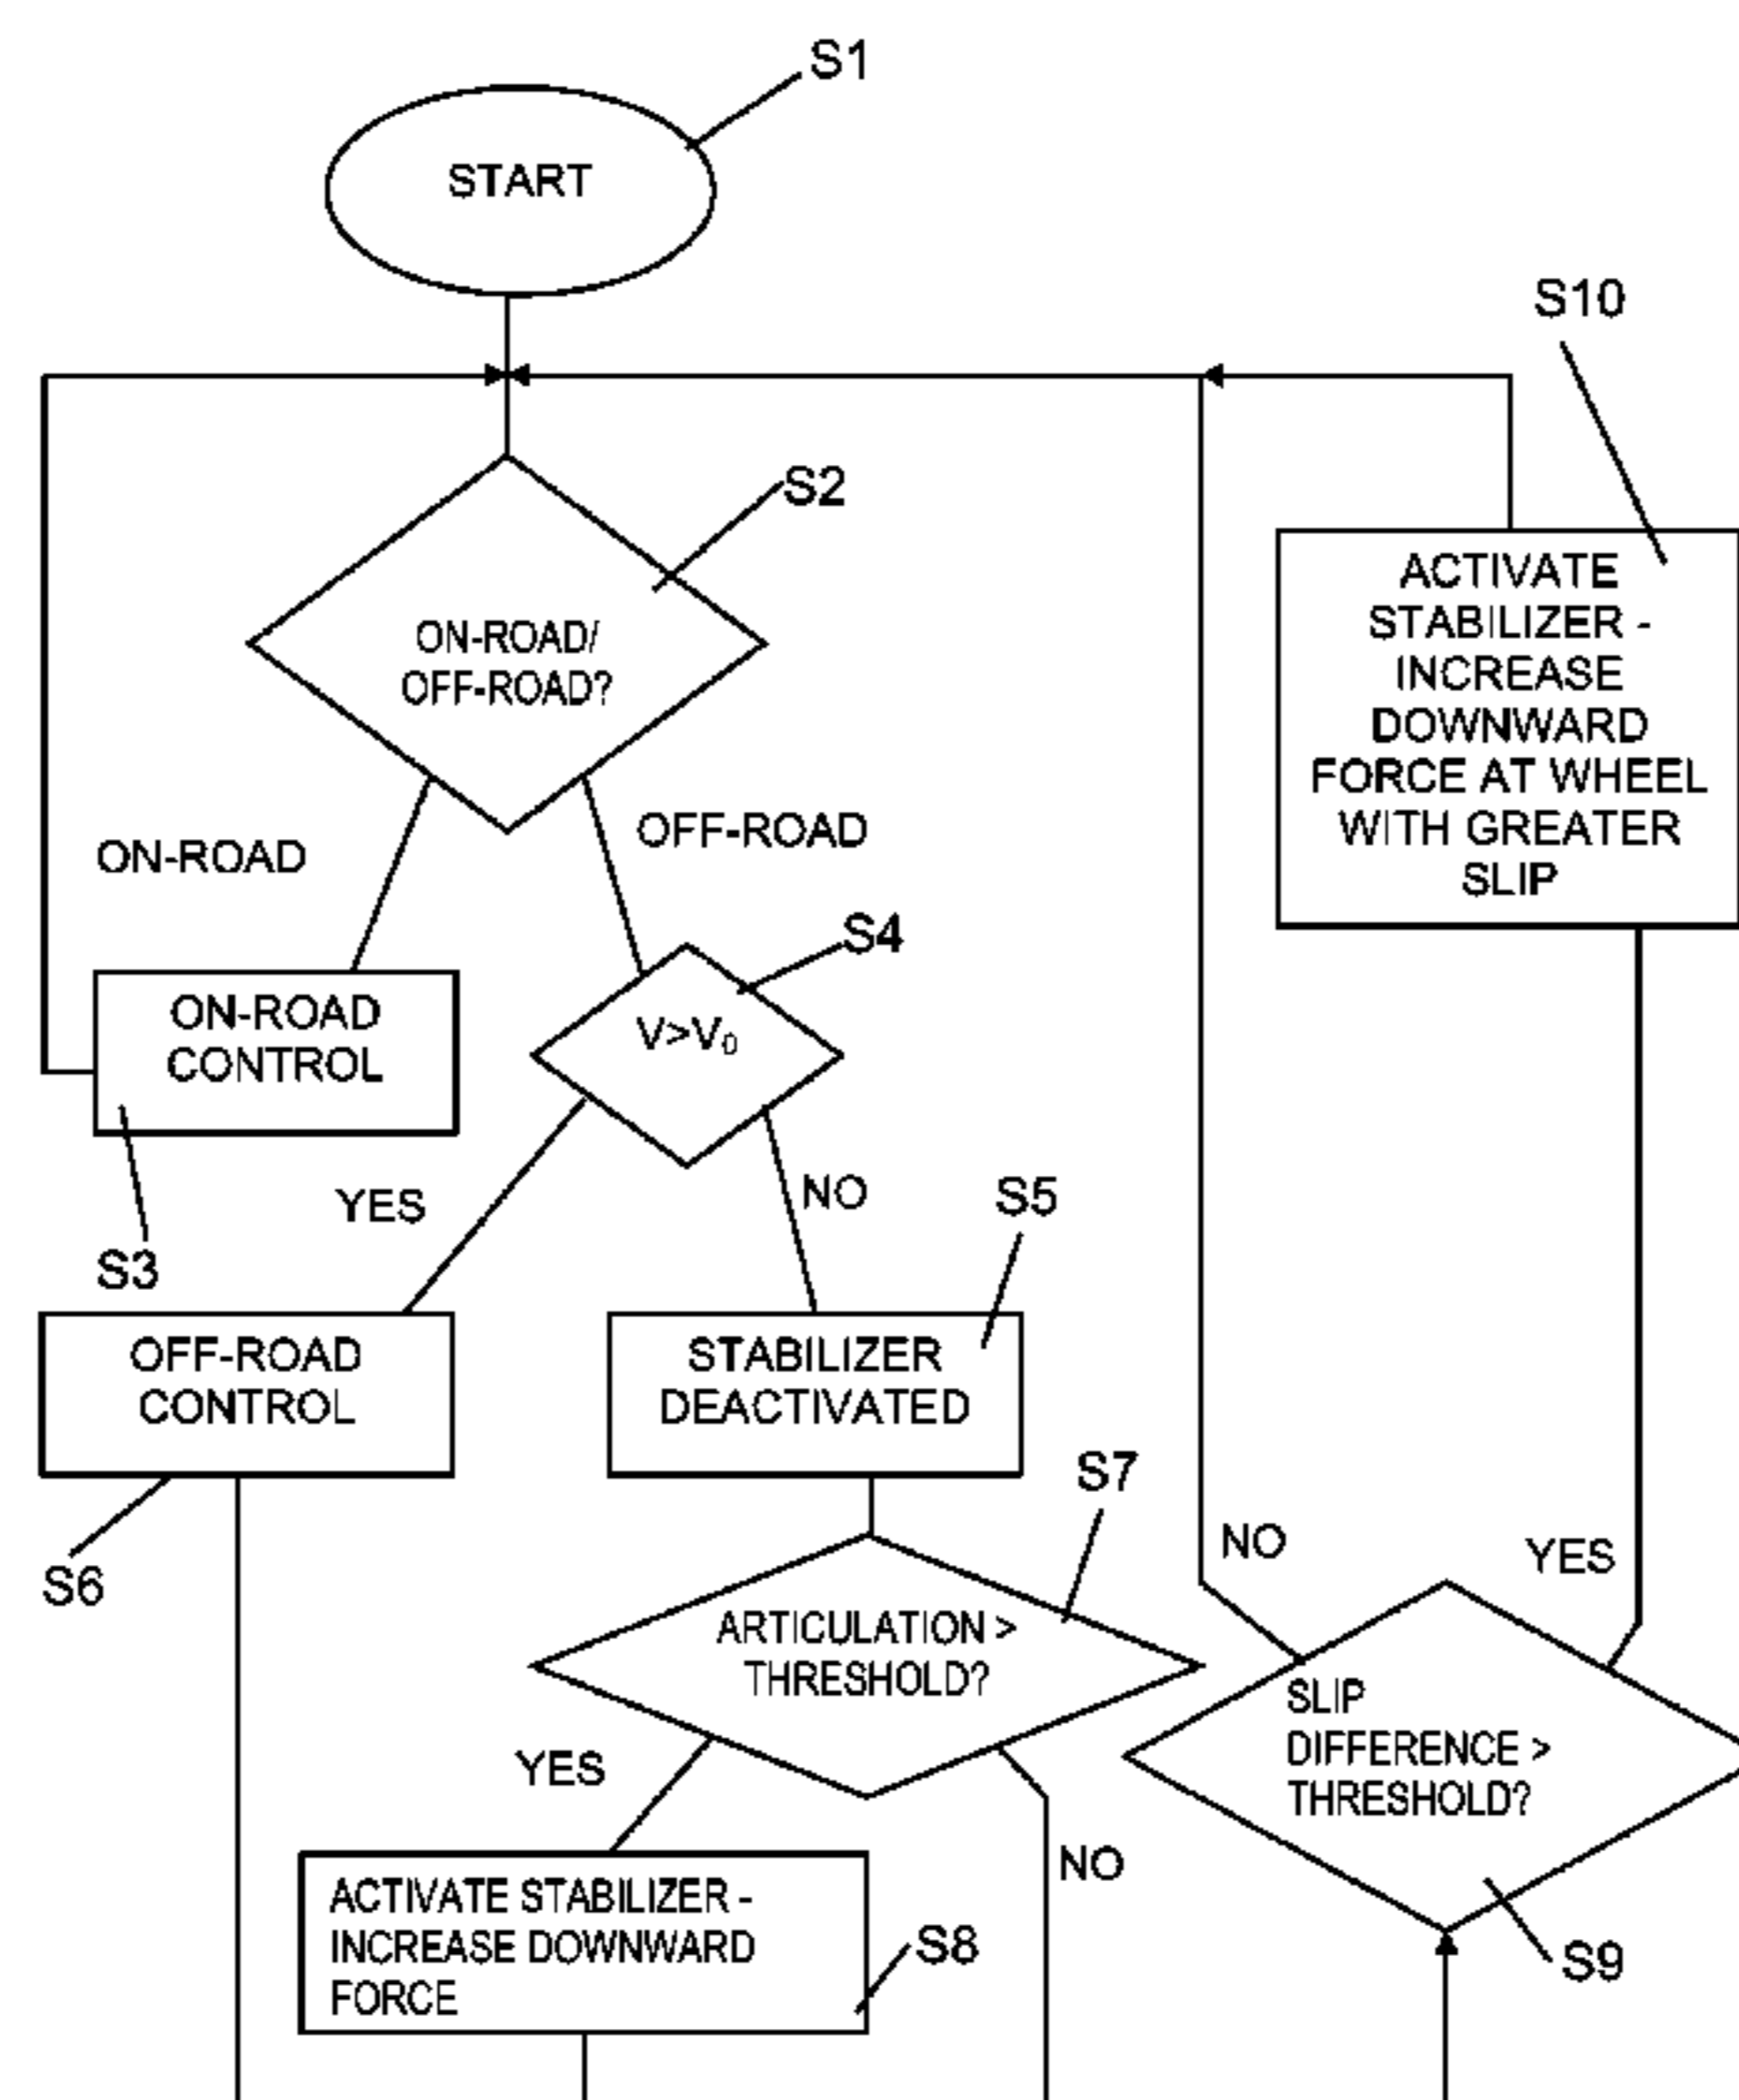 S1
START
S10
S2
ON-ROAD/
OFF-ROAD?
ACTIVATE
STABILIZER -
INCREASE
DOWNWARD
FORCE AT WHEEL
WITH GREATER
SLIP
ON-ROAD
OFF-ROAD
S4
ON-ROAD
CONTROL
V>V₀
YES
NO
S5
S3
OFF-ROAD
CONTROL
STABILIZER
DEACTIVATED
S7
S6
NO
YES
ARTICULATION >
THRESHOLD?
SLIP
DIFFERENCE >
THRESHOLD?
YES
NO
ACTIVATE STABILIZER -
INCREASE DOWNWARD
FORCE
S8
S9